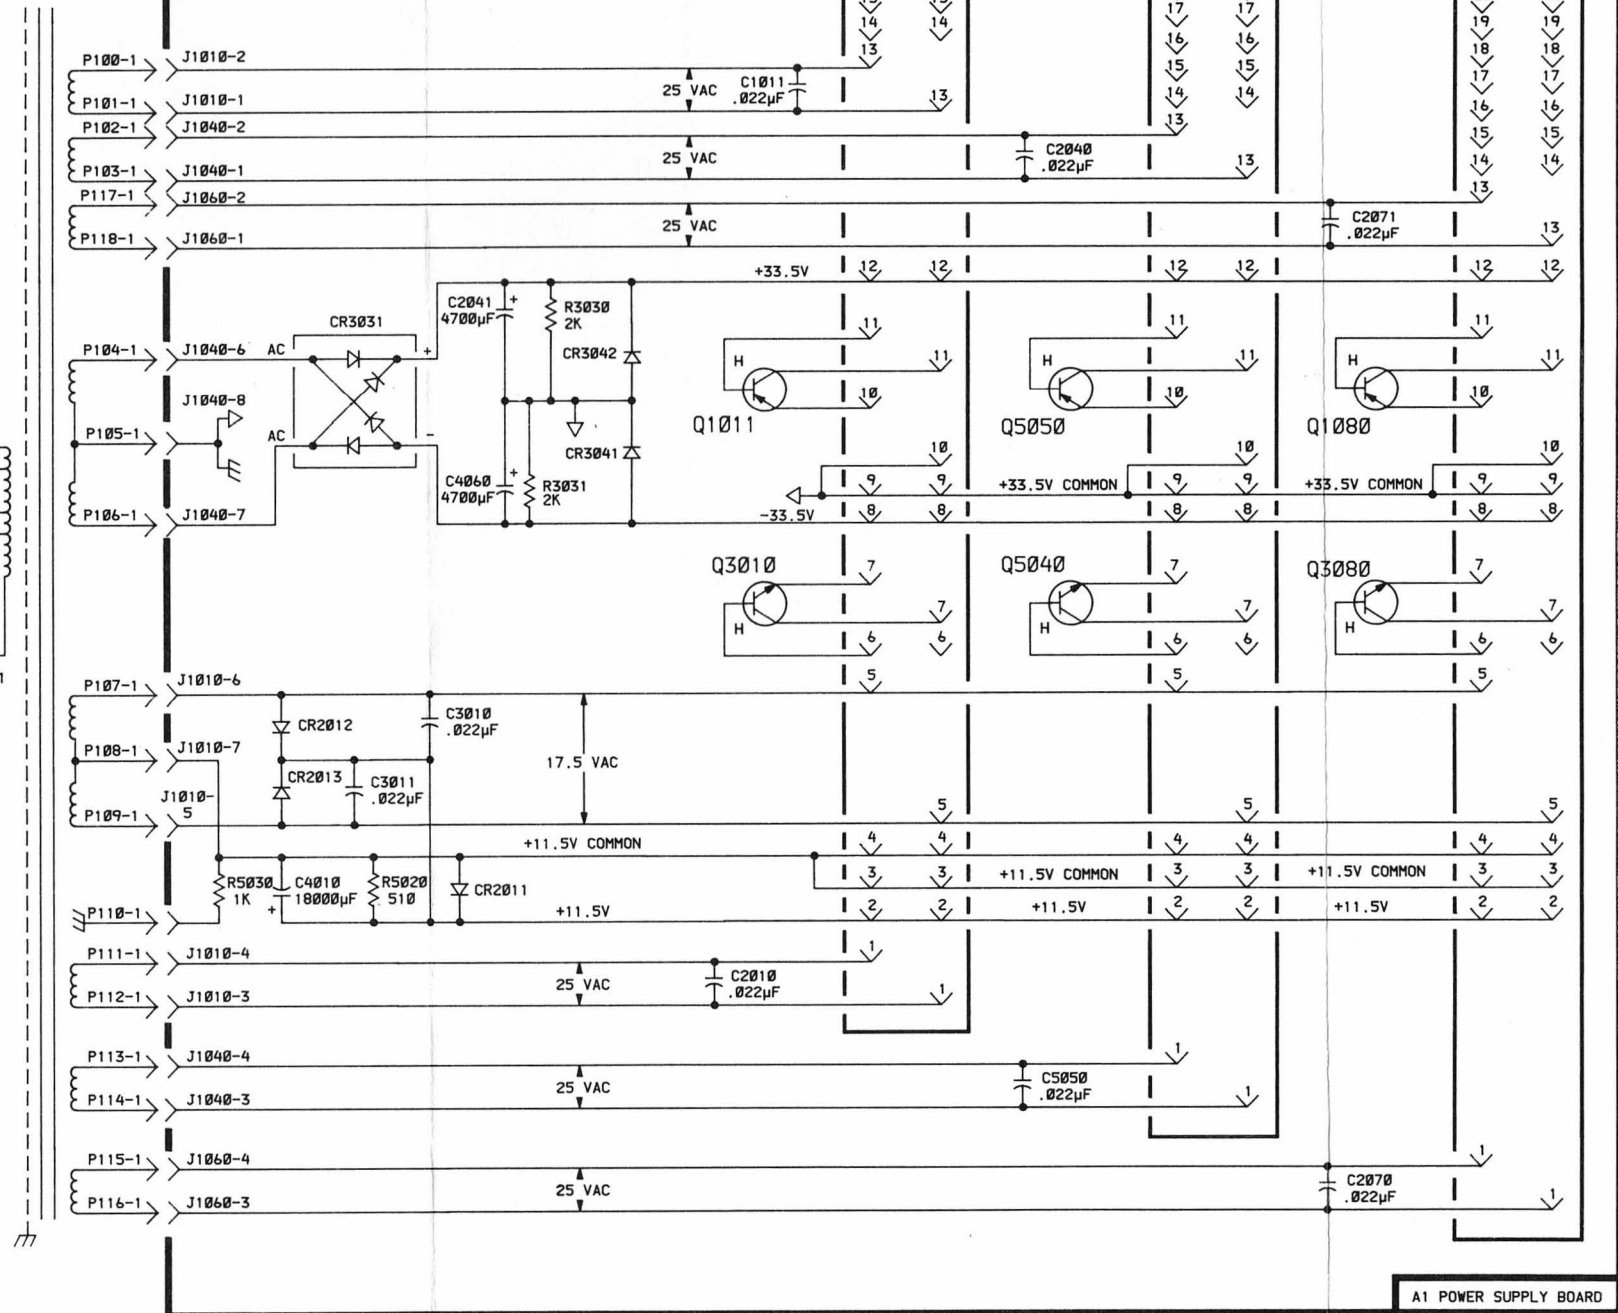 13 13 17 17 19 19
14 14 16 16 18 18
13 15 15 17 17
P100-1 J1010-2
25 VAC C1011 .022µF
14 14 16 16
P101-1 J1010-1 13
P102-1 J1040-2 13 15 15
25 VAC C2040 .022µF
14 14
P103-1 J1040-1 13
P117-1 J1060-2 13
25 VAC C2071 .022µF
P118-1 J1060-1 13
+33.5V 12 12 12 12 12 12
C2041 + 4700µF
R3030 2K
CR3031
11 11 11
P104-1 J1040-6 AC +
CR3042
H 11 H 11 H 11
J1040-8
10 10 10
Q1011 Q5050 Q1080
P105-1 AC -
CR3041
10 10 10
C4060 + 4700µF
R3031 2K
9 9 +33.5V COMMON 9 9 +33.5V COMMON 9 9
P106-1 J1040-7
-33.5V 8 8 8 8 8 8
Q3010 7 Q5040 7 Q3080 7
7 7 7
H H H
6 6 6 6 6 6
P107-1 J1010-6 5 5 5
CR2012
C3010 .022µF
P108-1 J1010-7
17.5 VAC
CR2013
C3011 .022µF
J1010-
5
P109-1
5 5 5
+11.5V COMMON 4 4 4 4 4 4
R5030 1K
C4010 18000µF +
R5020 510
CR2011
3 3 +11.5V COMMON 3 3 +11.5V COMMON 3 3
P110-1
+11.5V 2 2 +11.5V 2 2 +11.5V 2 2
P111-1 J1010-4 1
25 VAC C2010 .022µF
P112-1 J1010-3 1
P113-1 J1040-4 1
25 VAC C5050 .022µF
P114-1 J1040-3 1
P115-1 J1060-4 1
25 VAC C2070 .022µF
P116-1 J1060-3 1
A1 POWER SUPPLY BOARD